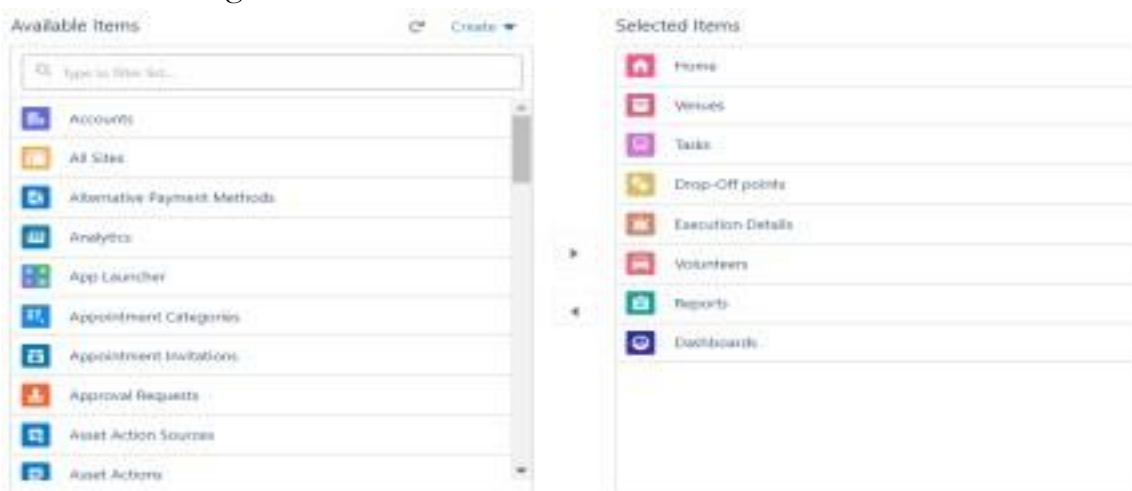 Available Items
Create
Type to filter list...
Accounts
All Sites
Alternative Payment Methods
Analytics
App Launcher
Appointment Categories
Appointment Invitations
Approval Requests
Asset Action Sources
Asset Actions
Selected Items
Home
Venues
Tasks
Drop-Off points
Execution Details
Volunteers
Reports
Dashboards